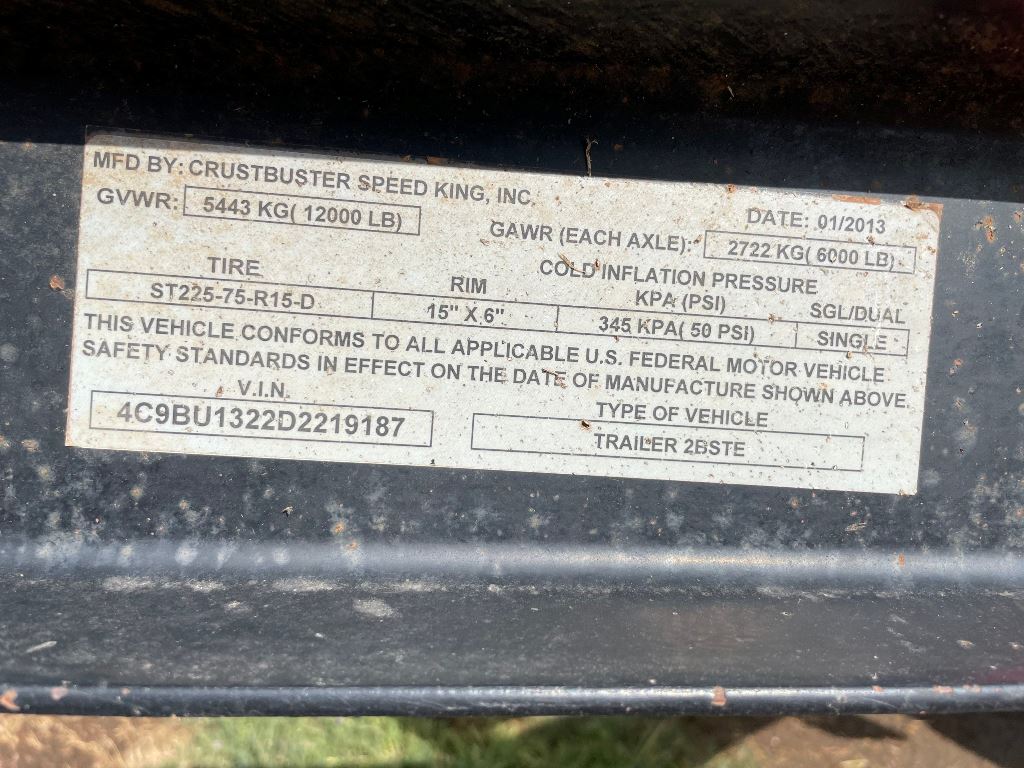 MFD BY: CRUSTBUSTER SPEED KING, INC.
DATE: 01/2013
GVWR: 5443 KG( 12000 LB)
GAWR (EACH AXLE): 2722 KG( 6000 LB)
COLD INFLATION PRESSURE
TIRE RIM KPA (PSI) SGL/DUAL
ST225-75-R15-D 15" X 6" 345 KPA( 50 PSI) SINGLE
THIS VEHICLE CONFORMS TO ALL APPLICABLE U.S. FEDERAL MOTOR VEHICLE
SAFETY STANDARDS IN EFFECT ON THE DATE OF MANUFACTURE SHOWN ABOVE.
V.I.N. TYPE OF VEHICLE
4C9BU1322D2219187 TRAILER 2BSTE